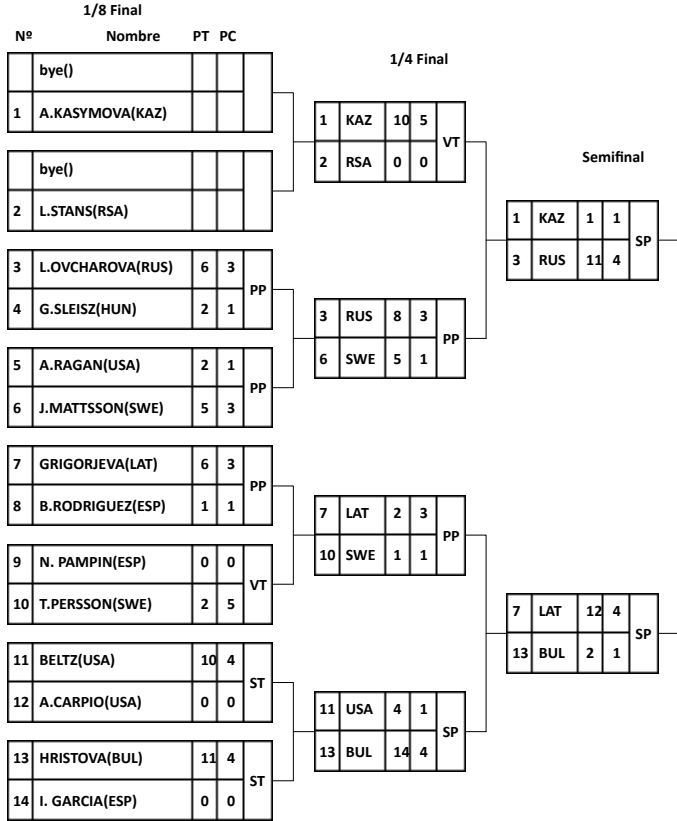 1/8 Final
Nº Nombre PT PC
bye()
1 A.KASYMOVA(KAZ)
bye()
2 L.STANS(RSA)
3 L.OVCHAROVA(RUS) 6 3 PP
4 G.SLEISZ(HUN) 2 1
5 A.RAGAN(USA) 2 1 PP
6 J.MATTSSON(SWE) 5 3
7 GRIGORJEVA(LAT) 6 3 PP
8 B.RODRIGUEZ(ESP) 1 1
9 N. PAMPIN(ESP) 0 0 VT
10 T.PERSSON(SWE) 2 5
11 BELTZ(USA) 10 4 ST
12 A.CARPIO(USA) 0 0
13 HRISTOVA(BUL) 11 4 ST
14 I. GARCIA(ESP) 0 0
1/4 Final
1 KAZ 10 5 VT
2 RSA 0 0
3 RUS 8 3 PP
6 SWE 5 1
7 LAT 2 3 PP
10 SWE 1 1
11 USA 4 1 SP
13 BUL 14 4
Semifinal
1 KAZ 1 1 SP
3 RUS 11 4
7 LAT 12 4 SP
13 BUL 2 1